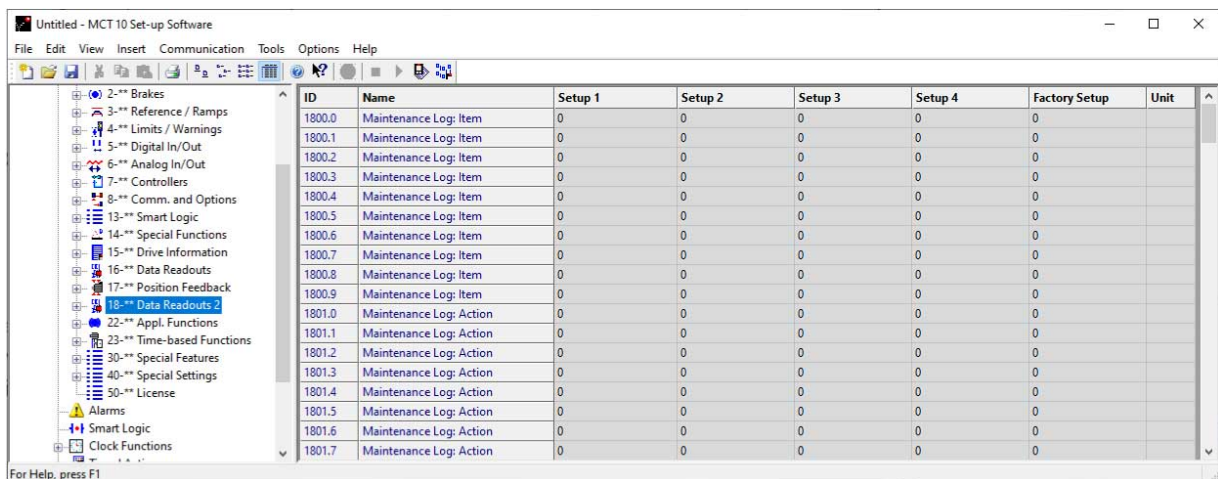 Untitled - MCT 10 Set-up Software
File Edit View Insert Communication Tools Options Help
2-** Brakes
3-** Reference / Ramps
4-** Limits / Warnings
5-** Digital In/Out
6-** Analog In/Out
7-** Controllers
8-** Comm. and Options
13-** Smart Logic
14-** Special Functions
15-** Drive Information
16-** Data Readouts
17-** Position Feedback
18-** Data Readouts 2
22-** Appl. Functions
23-** Time-based Functions
30-** Special Features
40-** Special Settings
50-** License
Alarms
Smart Logic
Clock Functions
ID Name Setup 1 Setup 2 Setup 3 Setup 4 Factory Setup Unit
1800.0 Maintenance Log: Item 0 0 0 0 0
1800.1 Maintenance Log: Item 0 0 0 0 0
1800.2 Maintenance Log: Item 0 0 0 0 0
1800.3 Maintenance Log: Item 0 0 0 0 0
1800.4 Maintenance Log: Item 0 0 0 0 0
1800.5 Maintenance Log: Item 0 0 0 0 0
1800.6 Maintenance Log: Item 0 0 0 0 0
1800.7 Maintenance Log: Item 0 0 0 0 0
1800.8 Maintenance Log: Item 0 0 0 0 0
1800.9 Maintenance Log: Item 0 0 0 0 0
1801.0 Maintenance Log: Action 0 0 0 0 0
1801.1 Maintenance Log: Action 0 0 0 0 0
1801.2 Maintenance Log: Action 0 0 0 0 0
1801.3 Maintenance Log: Action 0 0 0 0 0
1801.4 Maintenance Log: Action 0 0 0 0 0
1801.5 Maintenance Log: Action 0 0 0 0 0
1801.6 Maintenance Log: Action 0 0 0 0 0
1801.7 Maintenance Log: Action 0 0 0 0 0
For Help, press F1